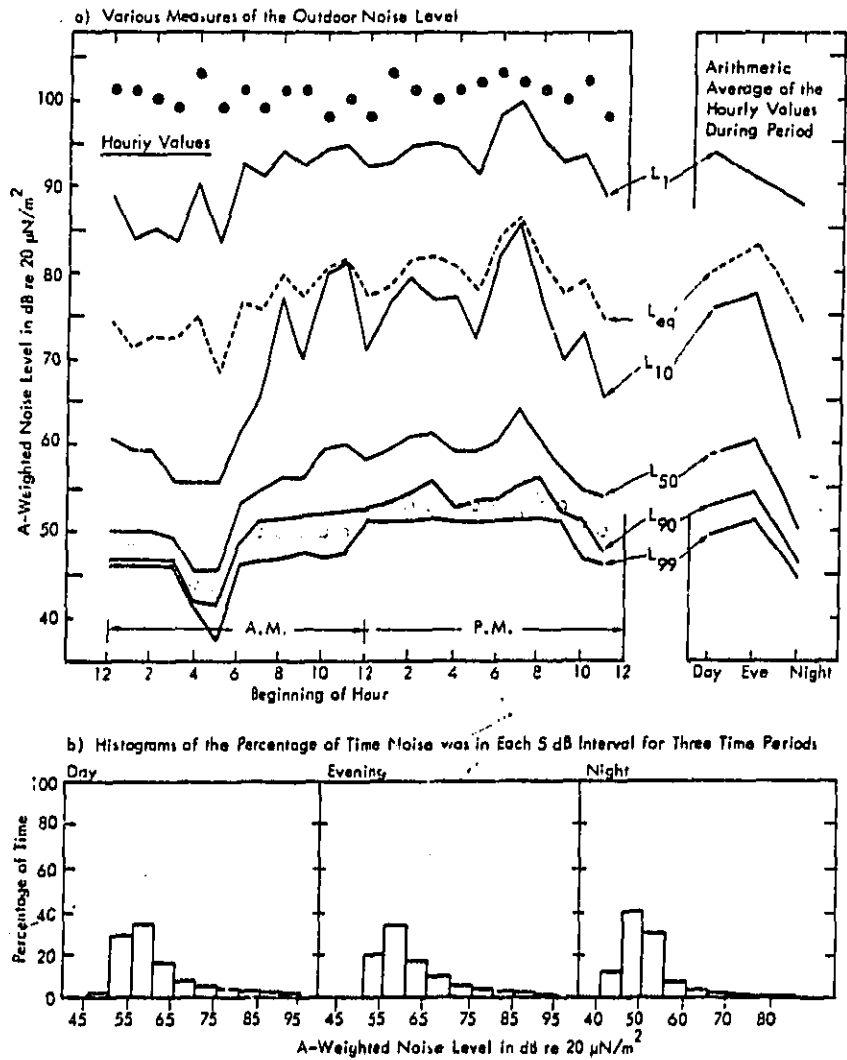 a) Various Measures of the Outdoor Noise Level
Arithmetic
Average of the
Hourly Values
During Period
Hourly Values
A-Weighted Noise Level in dB re 20 µN/m²
100
90
80
70
60
50
40
L1
Leq
L10
L50
L90
L99
A.M.
P.M.
12 2 4 6 8 10 12 2 4 6 8 10 12
Day Eve Night
Beginning of Hour
b) Histograms of the Percentage of Time Noise was in Each 5 dB Interval for Three Time Periods
Day Evening Night
Percentage of Time
100
80
60
40
20
0
45 55 65 75 85 95 55 65 75 85 95 40 50 60 70 80
A-Weighted Noise Level in dB re 20 µN/m²